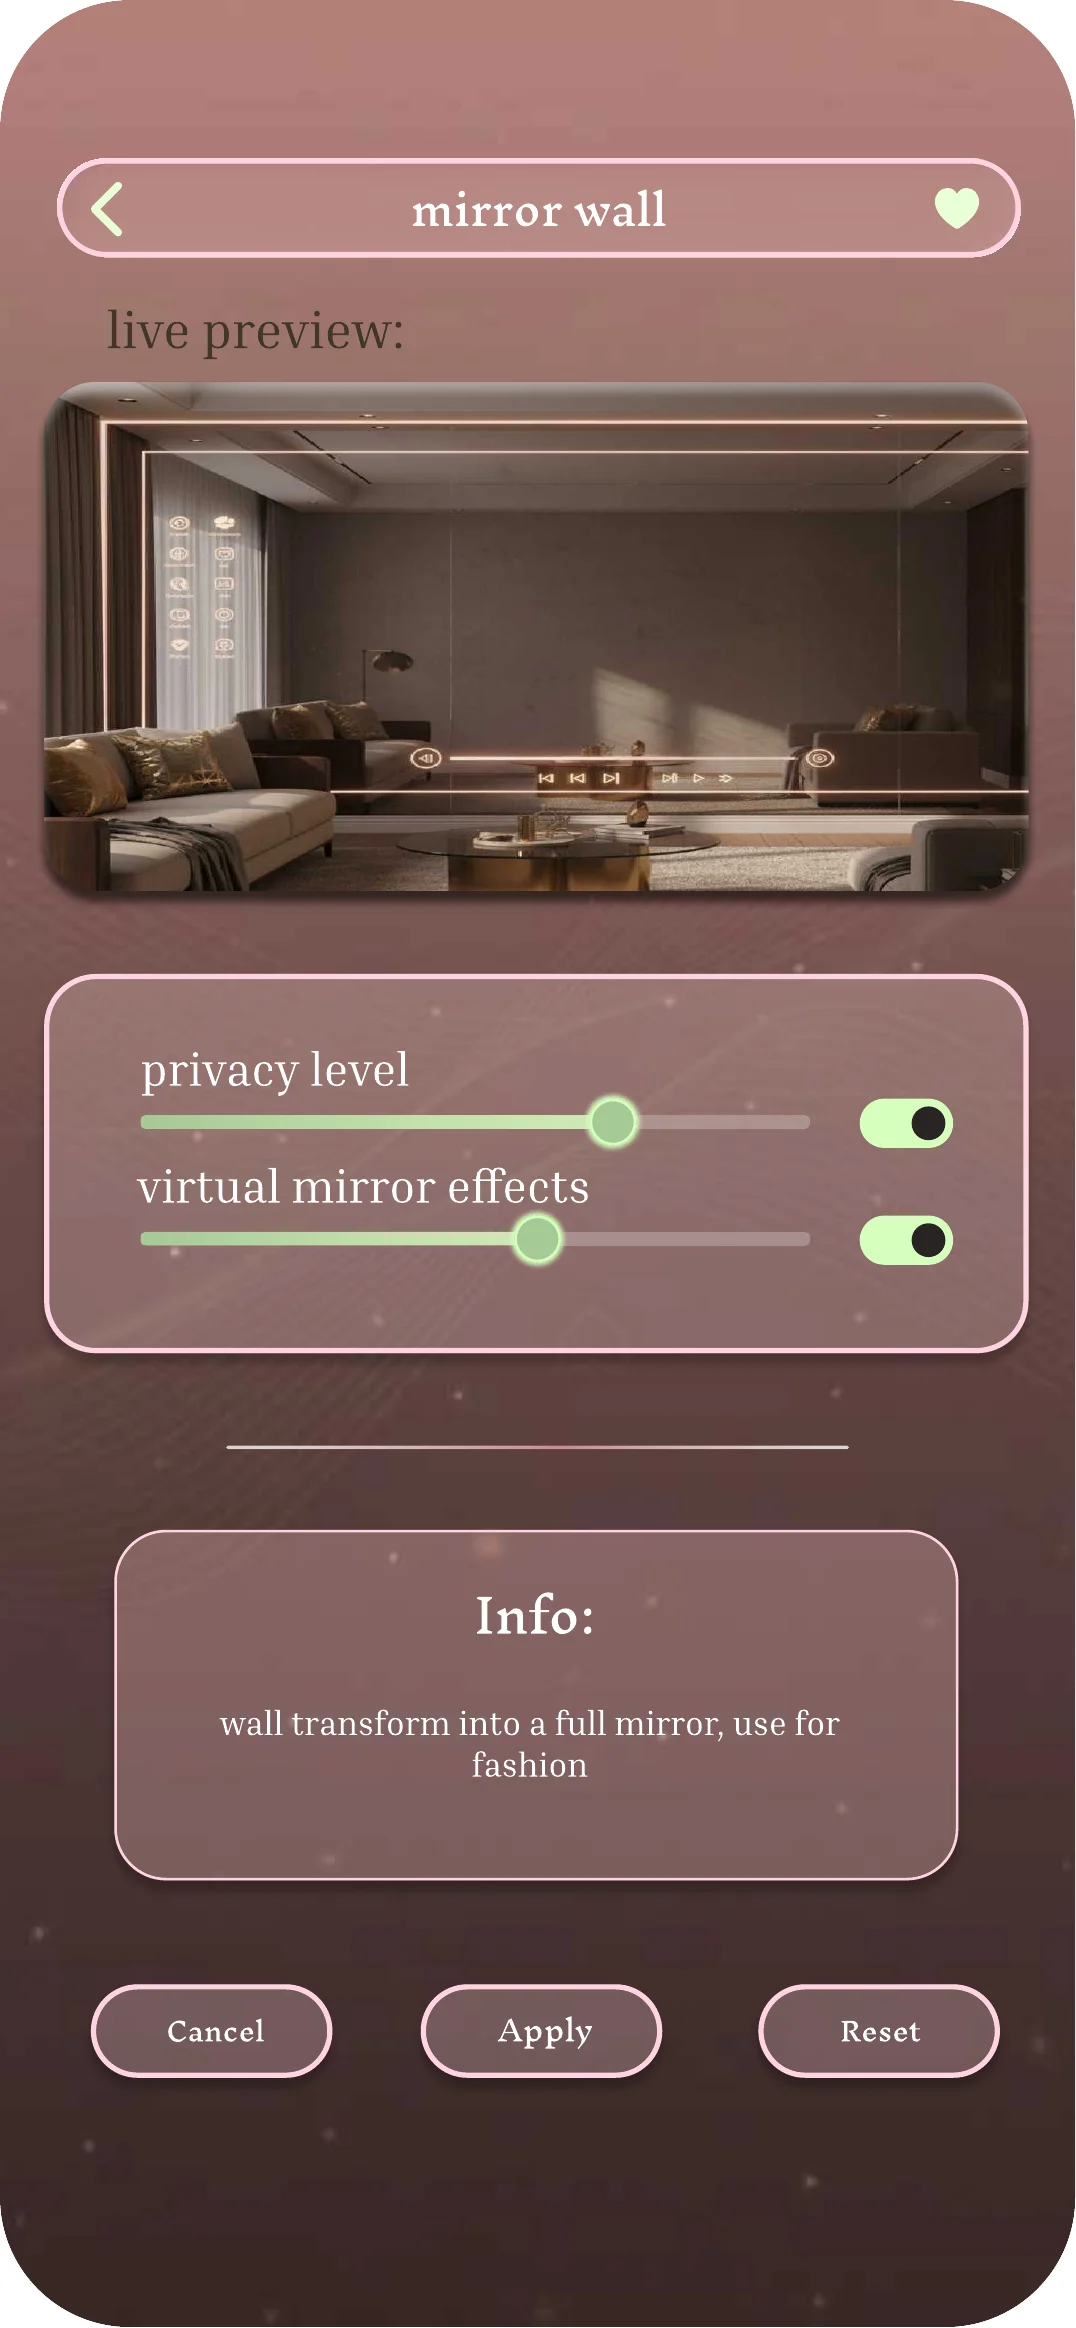 mirror wall
live preview:
privacy level
virtual mirror effects
Info:
wall transform into a full mirror, use for
fashion
Cancel
Apply
Reset